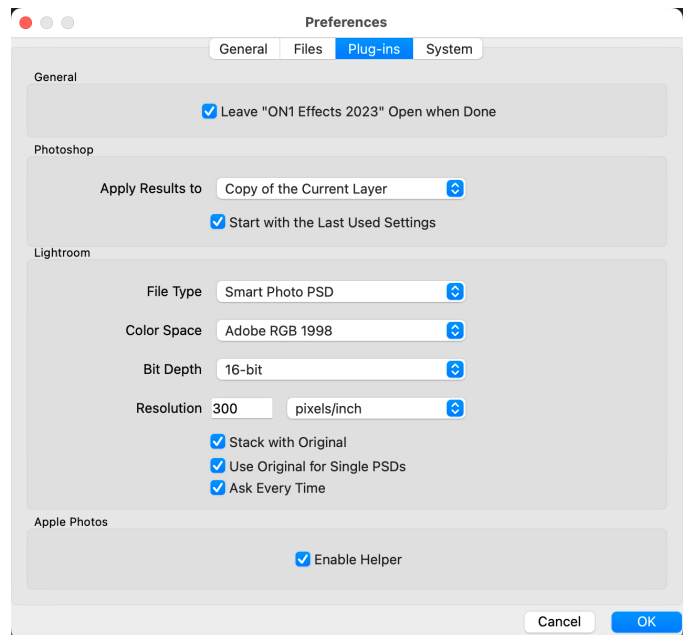 Preferences
General Files Plug-ins System
General
Leave "ON1 Effects 2023" Open when Done
Photoshop
Apply Results to Copy of the Current Layer
Start with the Last Used Settings
Lightroom
File Type Smart Photo PSD
Color Space Adobe RGB 1998
Bit Depth 16-bit
Resolution 300 pixels/inch
Stack with Original
Use Original for Single PSDs
Ask Every Time
Apple Photos
Enable Helper
Cancel OK